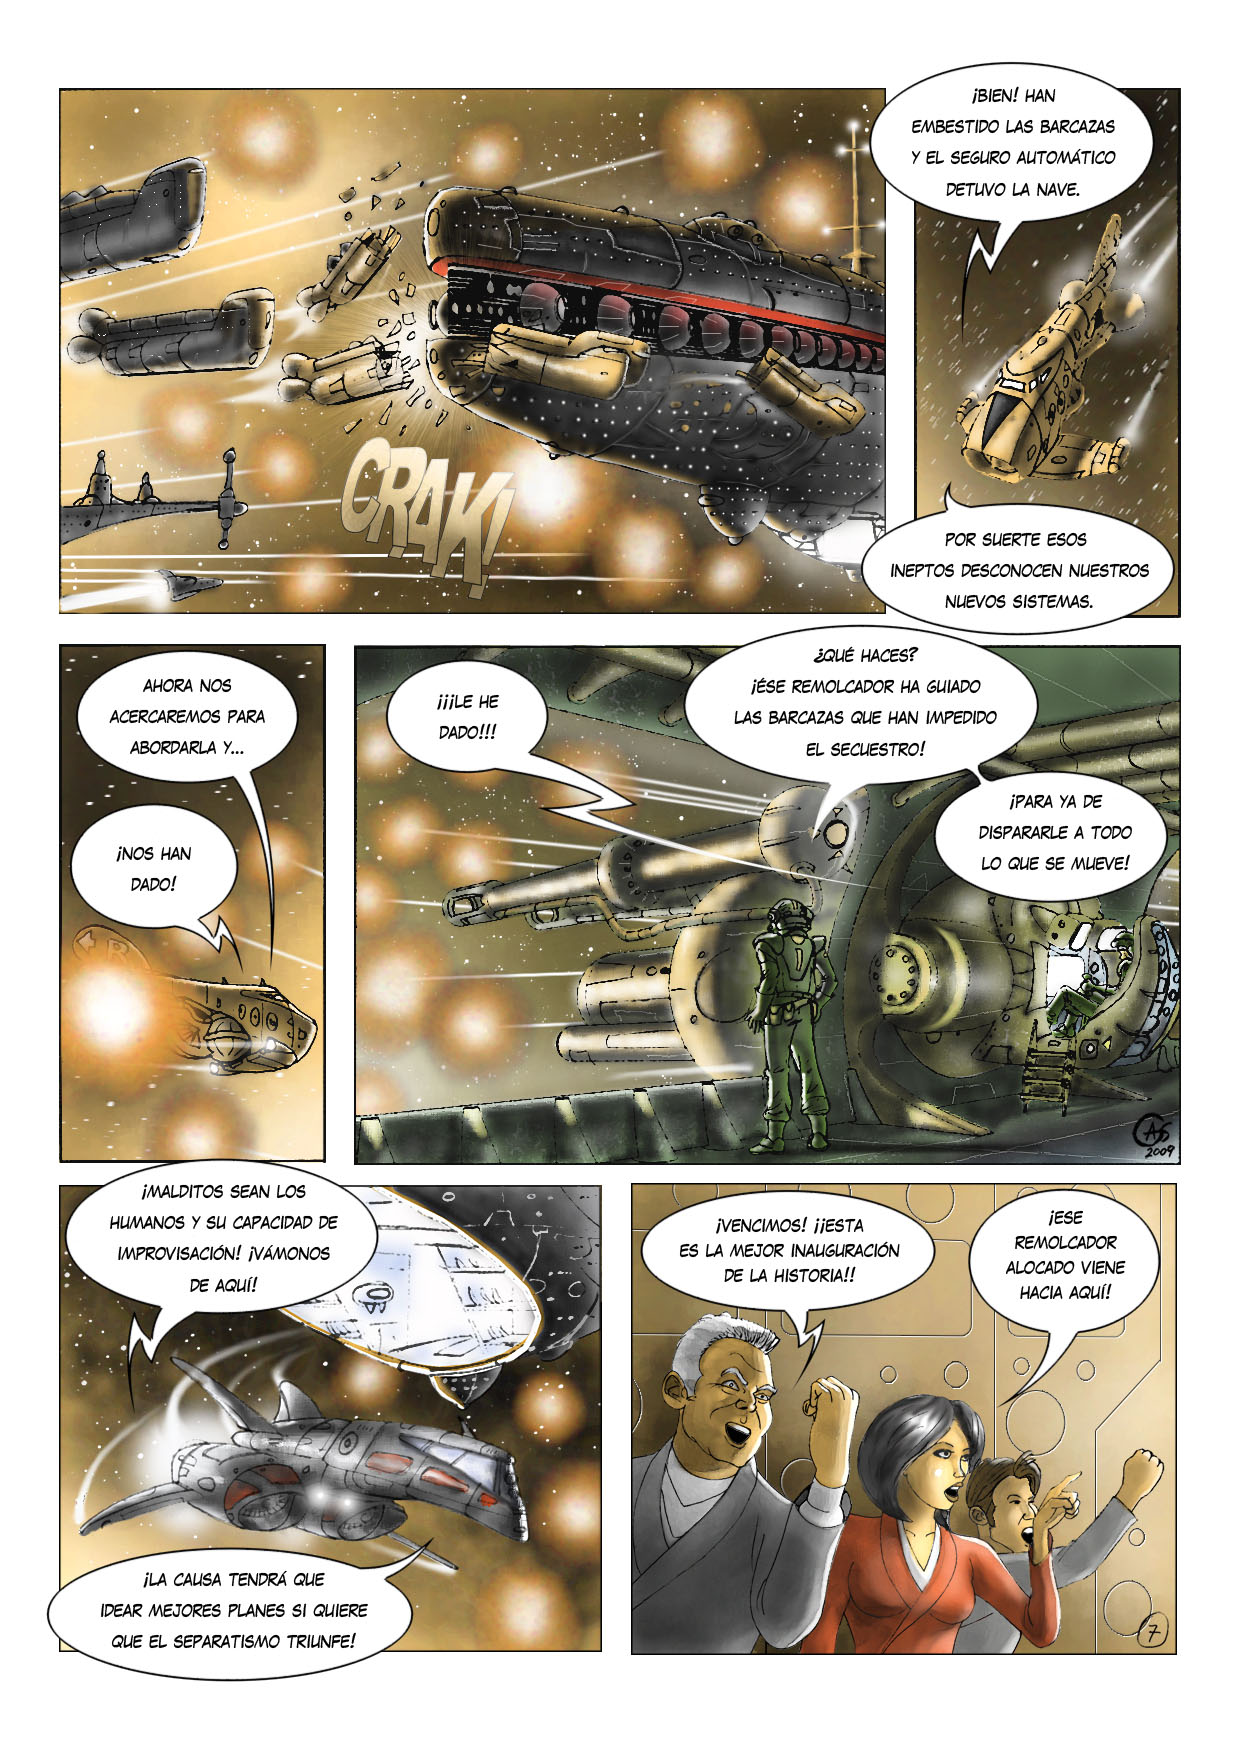 ¡BIEN! HAN
EMBESTIDO LAS BARCAZAS
Y EL SEGURO AUTOMÁTICO
DETUVO LA NAVE.
CRAK!
POR SUERTE ESOS
INEPTOS DESCONOCEN NUESTROS
NUEVOS SISTEMAS.
AHORA NOS
ACERCAREMOS PARA
ABORDARLA Y...
¡NOS HAN
DADO!
R
¡¡¡LE HE
DADO!!!
¿QUÉ HACES?
¡ÉSE REMOLCADOR HA GUIADO
LAS BARCAZAS QUE HAN IMPEDIDO
EL SECUESTRO!
¡PARA YA DE
DISPARARLE A TODO
LO QUE SE MUEVE!
2009
¡MALDITOS SEAN LOS
HUMANOS Y SU CAPACIDAD DE
IMPROVISACIÓN! ¡VÁMONOS
DE AQUÍ!
¡LA CAUSA TENDRÁ QUE
IDEAR MEJORES PLANES SI QUIERE
QUE EL SEPARATISMO TRIUNFE!
¡VENCIMOS! ¡¡ESTA
ES LA MEJOR INAUGURACIÓN
DE LA HISTORIA!!
¡ESE
REMOLCADOR
ALOCADO VIENE
HACIA AQUÍ!
7